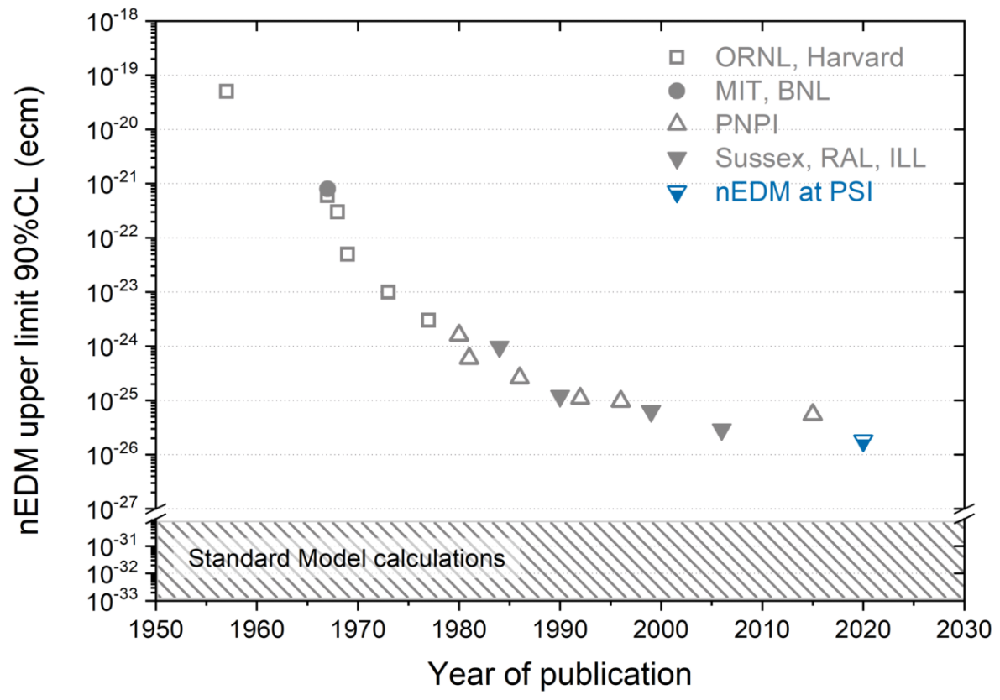 nEDM upper limit 90%CL (ecm)
10⁻¹⁸
10⁻¹⁹
10⁻²⁰
10⁻²¹
10⁻²²
10⁻²³
10⁻²⁴
10⁻²⁵
10⁻²⁶
10⁻²⁷
10⁻³¹
10⁻³²
10⁻³³
ORNL, Harvard
MIT, BNL
PNPI
Sussex, RAL, ILL
nEDM at PSI
Standard Model calculations
1950 1960 1970 1980 1990 2000 2010 2020 2030
Year of publication